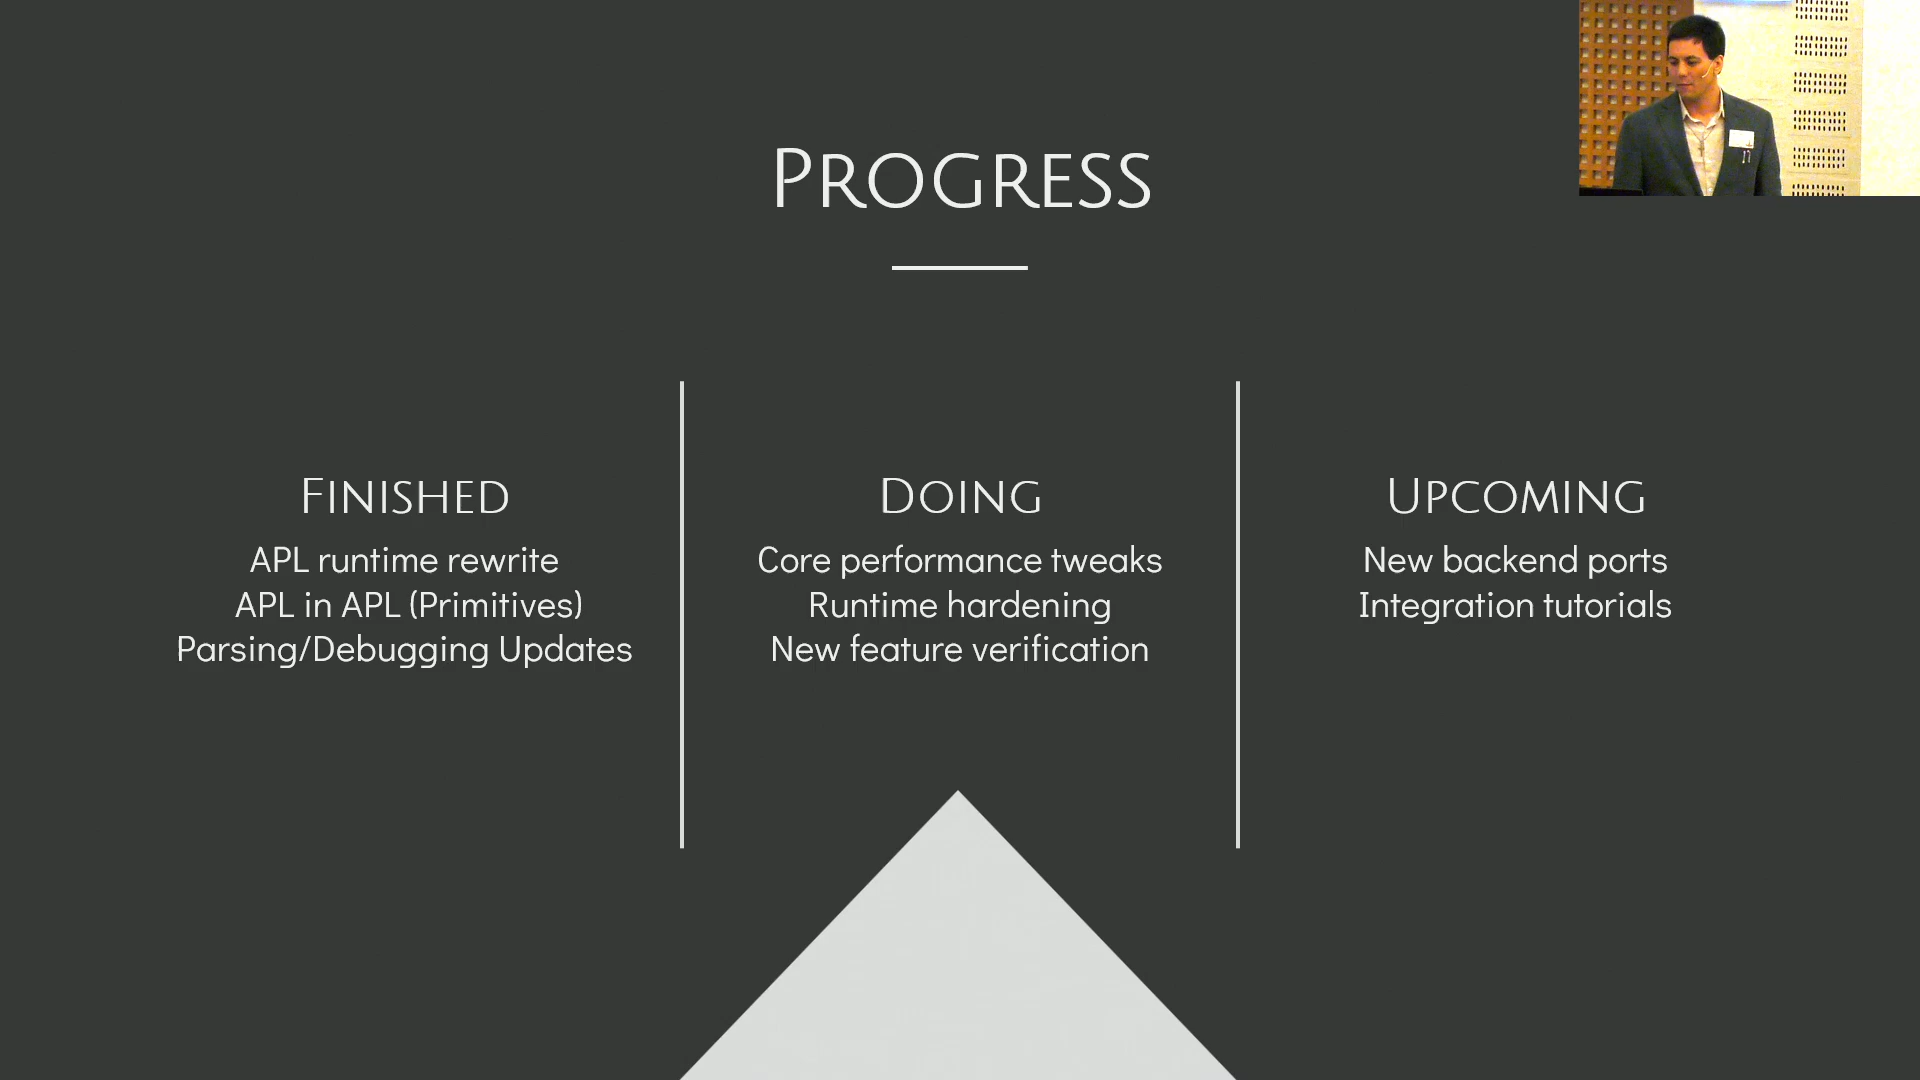 Progress
Finished
APL runtime rewrite
APL in APL (Primitives)
Parsing/Debugging Updates
Doing
Core performance tweaks
Runtime hardening
New feature verification
Upcoming
New backend ports
Integration tutorials